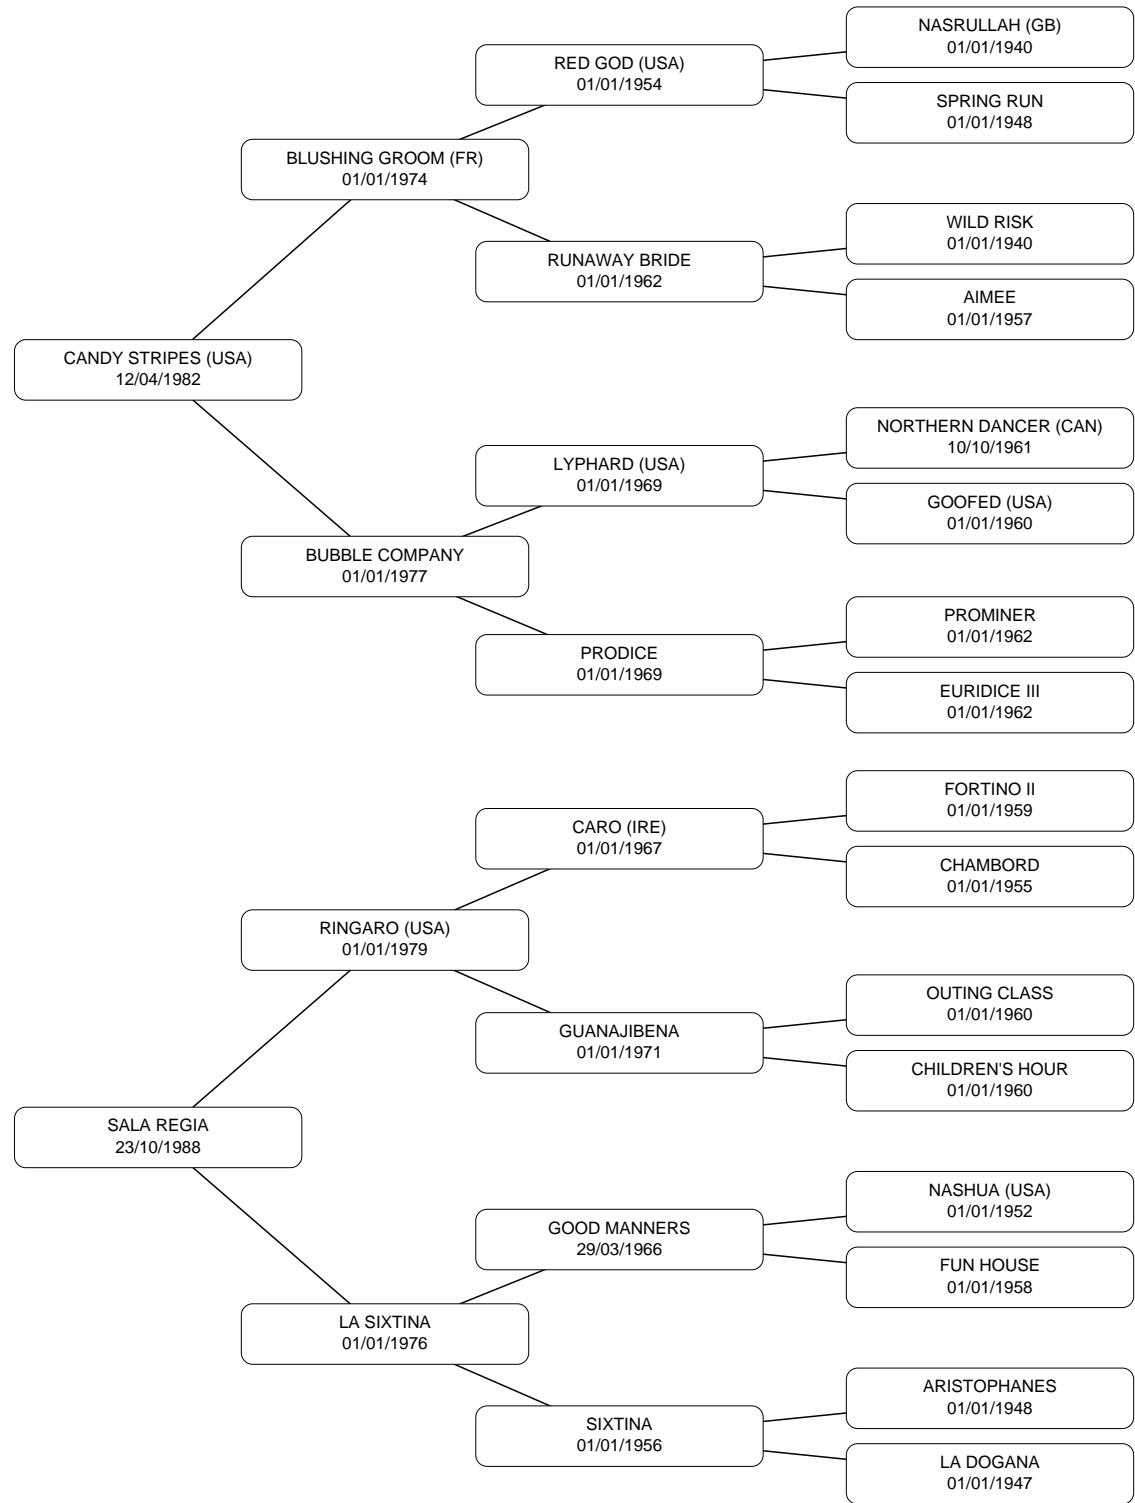 NASRULLAH (GB)
01/01/1940
RED GOD (USA)
01/01/1954
SPRING RUN
01/01/1948
BLUSHING GROOM (FR)
01/01/1974
WILD RISK
01/01/1940
RUNAWAY BRIDE
01/01/1962
AIMEE
01/01/1957
CANDY STRIPES (USA)
12/04/1982
NORTHERN DANCER (CAN)
10/10/1961
LYPHARD (USA)
01/01/1969
GOOFED (USA)
01/01/1960
BUBBLE COMPANY
01/01/1977
PROMINER
01/01/1962
PRODICE
01/01/1969
EURIDICE III
01/01/1962
FORTINO II
01/01/1959
CARO (IRE)
01/01/1967
CHAMBORD
01/01/1955
RINGARO (USA)
01/01/1979
OUTING CLASS
01/01/1960
GUANAJIBENA
01/01/1971
CHILDREN'S HOUR
01/01/1960
SALA REGIA
23/10/1988
NASHUA (USA)
01/01/1952
GOOD MANNERS
29/03/1966
FUN HOUSE
01/01/1958
LA SIXTINA
01/01/1976
ARISTOPHANES
01/01/1948
SIXTINA
01/01/1956
LA DOGANA
01/01/1947